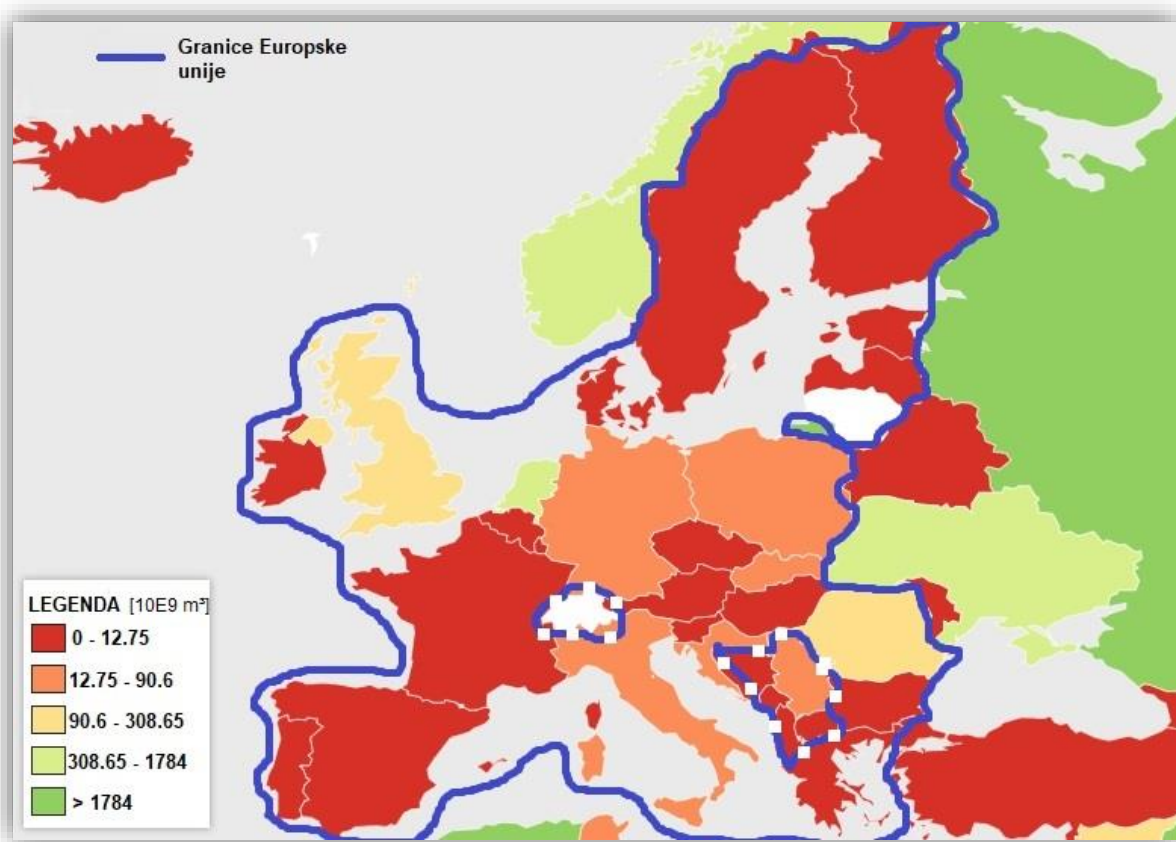 Granice Europske
unije
LEGENDA [10E9 m³]
0 - 12.75
12.75 - 90.6
90.6 - 308.65
308.65 - 1784
> 1784